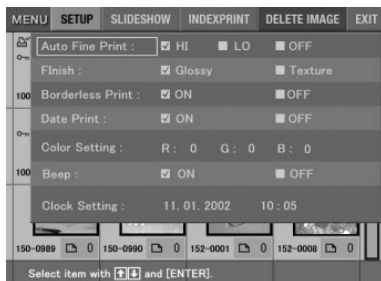 MENU SETUP SLIDESHOW INDEXPRINT DELETE IMAGE EXIT
Auto Fine Print : HI LO OFF
FInish : Glossy Texture
100 Borderless Print : ON OFF
Date Print : ON OFF
Color Setting : R : 0 G : 0 B : 0
100 Beep : ON OFF
Clock Setting : 11. 01. 2002 10 : 05
150-0989 0 150-0990 0 152-0001 0 152-0008 0
Select item with and [ENTER].